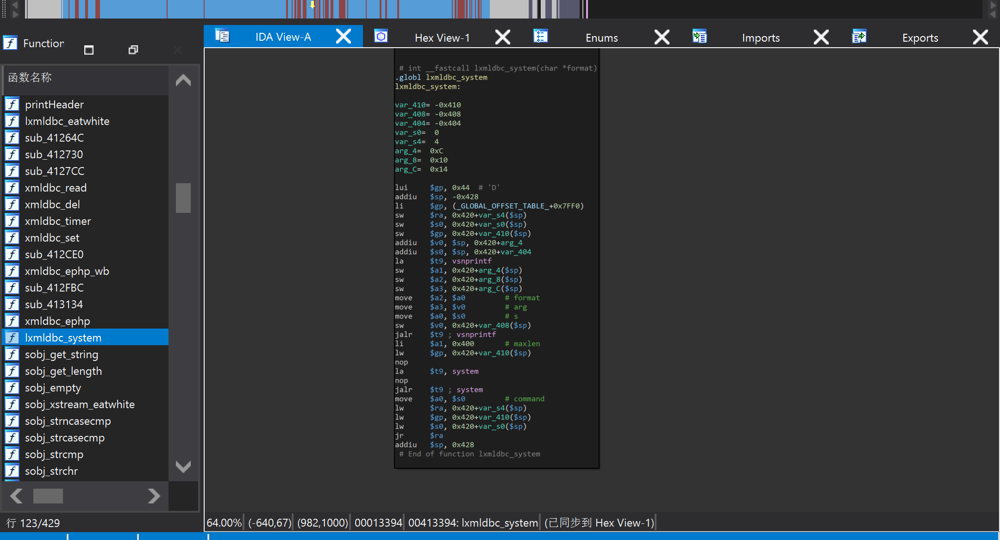 Function
IDA View-A
Hex View-1
Enums
Imports
Exports
函数名称
printHeader
lxmldbc_eatwhite
sub_41264C
sub_412730
sub_4127CC
xmldbc_read
xmldbc_del
xmldbc_timer
xmldbc_set
sub_412CE0
xmldbc_ephp_wb
sub_412FBC
sub_413134
xmldbc_ephp
lxmldbc_system
sobj_get_string
sobj_get_length
sobj_empty
sobj_xstream_eatwhite
sobj_strncasecmp
sobj_strcasecmp
sobj_strcmp
sobj_strchr
行 123/429
# int __fastcall lxmldbc_system(char *format)
.globl lxmldbc_system
lxmldbc_system:
var_410= -0x410
var_408= -0x408
var_404= -0x404
var_s0= 0
var_s4= 4
arg_4= 0xC
arg_8= 0x10
arg_C= 0x14
lui $gp, 0x44 # 'D'
addiu $sp, -0x428
li $gp, (_GLOBAL_OFFSET_TABLE_+0x7FF0)
sw $ra, 0x420+var_s4($sp)
sw $s0, 0x420+var_s0($sp)
sw $gp, 0x420+var_410($sp)
addiu $v0, $sp, 0x420+arg_4
addiu $s0, $sp, 0x420+var_404
la $t9, vsnprintf
sw $a1, 0x420+arg_4($sp)
sw $a2, 0x420+arg_8($sp)
sw $a3, 0x420+arg_C($sp)
move $a2, $a0 # format
move $a3, $v0 # arg
move $a0, $s0 # s
sw $v0, 0x420+var_408($sp)
jalr $t9 ; vsnprintf
li $a1, 0x400 # maxlen
lw $gp, 0x420+var_410($sp)
nop
la $t9, system
nop
jalr $t9 ; system
move $a0, $s0 # command
lw $ra, 0x420+var_s4($sp)
lw $gp, 0x420+var_410($sp)
lw $s0, 0x420+var_s0($sp)
jr $ra
addiu $sp, 0x428
# End of function lxmldbc_system
64.00% (-640,67) (982,1000) 00013394 00413394: lxmldbc_system (已同步到 Hex View-1)